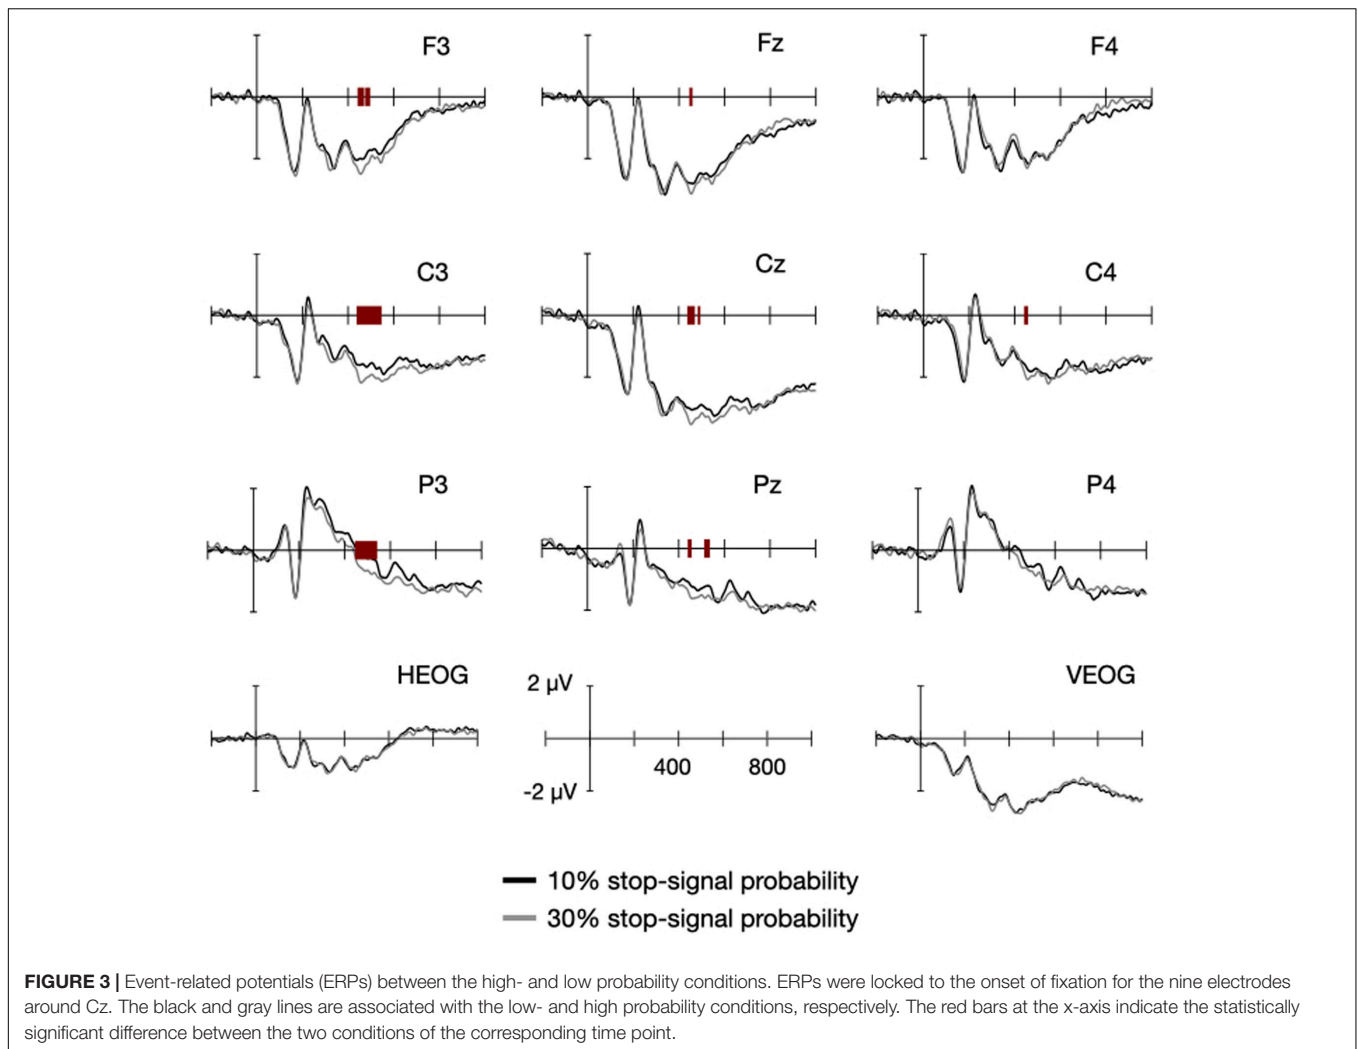 F3
Fz
F4
C3
Cz
C4
P3
Pz
P4
HEOG
2 µV
VEOG
400
800
-2 µV
10% stop-signal probability
30% stop-signal probability
FIGURE 3 | Event-related potentials (ERPs) between the high- and low probability conditions. ERPs were locked to the onset of fixation for the nine electrodes
around Cz. The black and gray lines are associated with the low- and high probability conditions, respectively. The red bars at the x-axis indicate the statistically
significant difference between the two conditions of the corresponding time point.